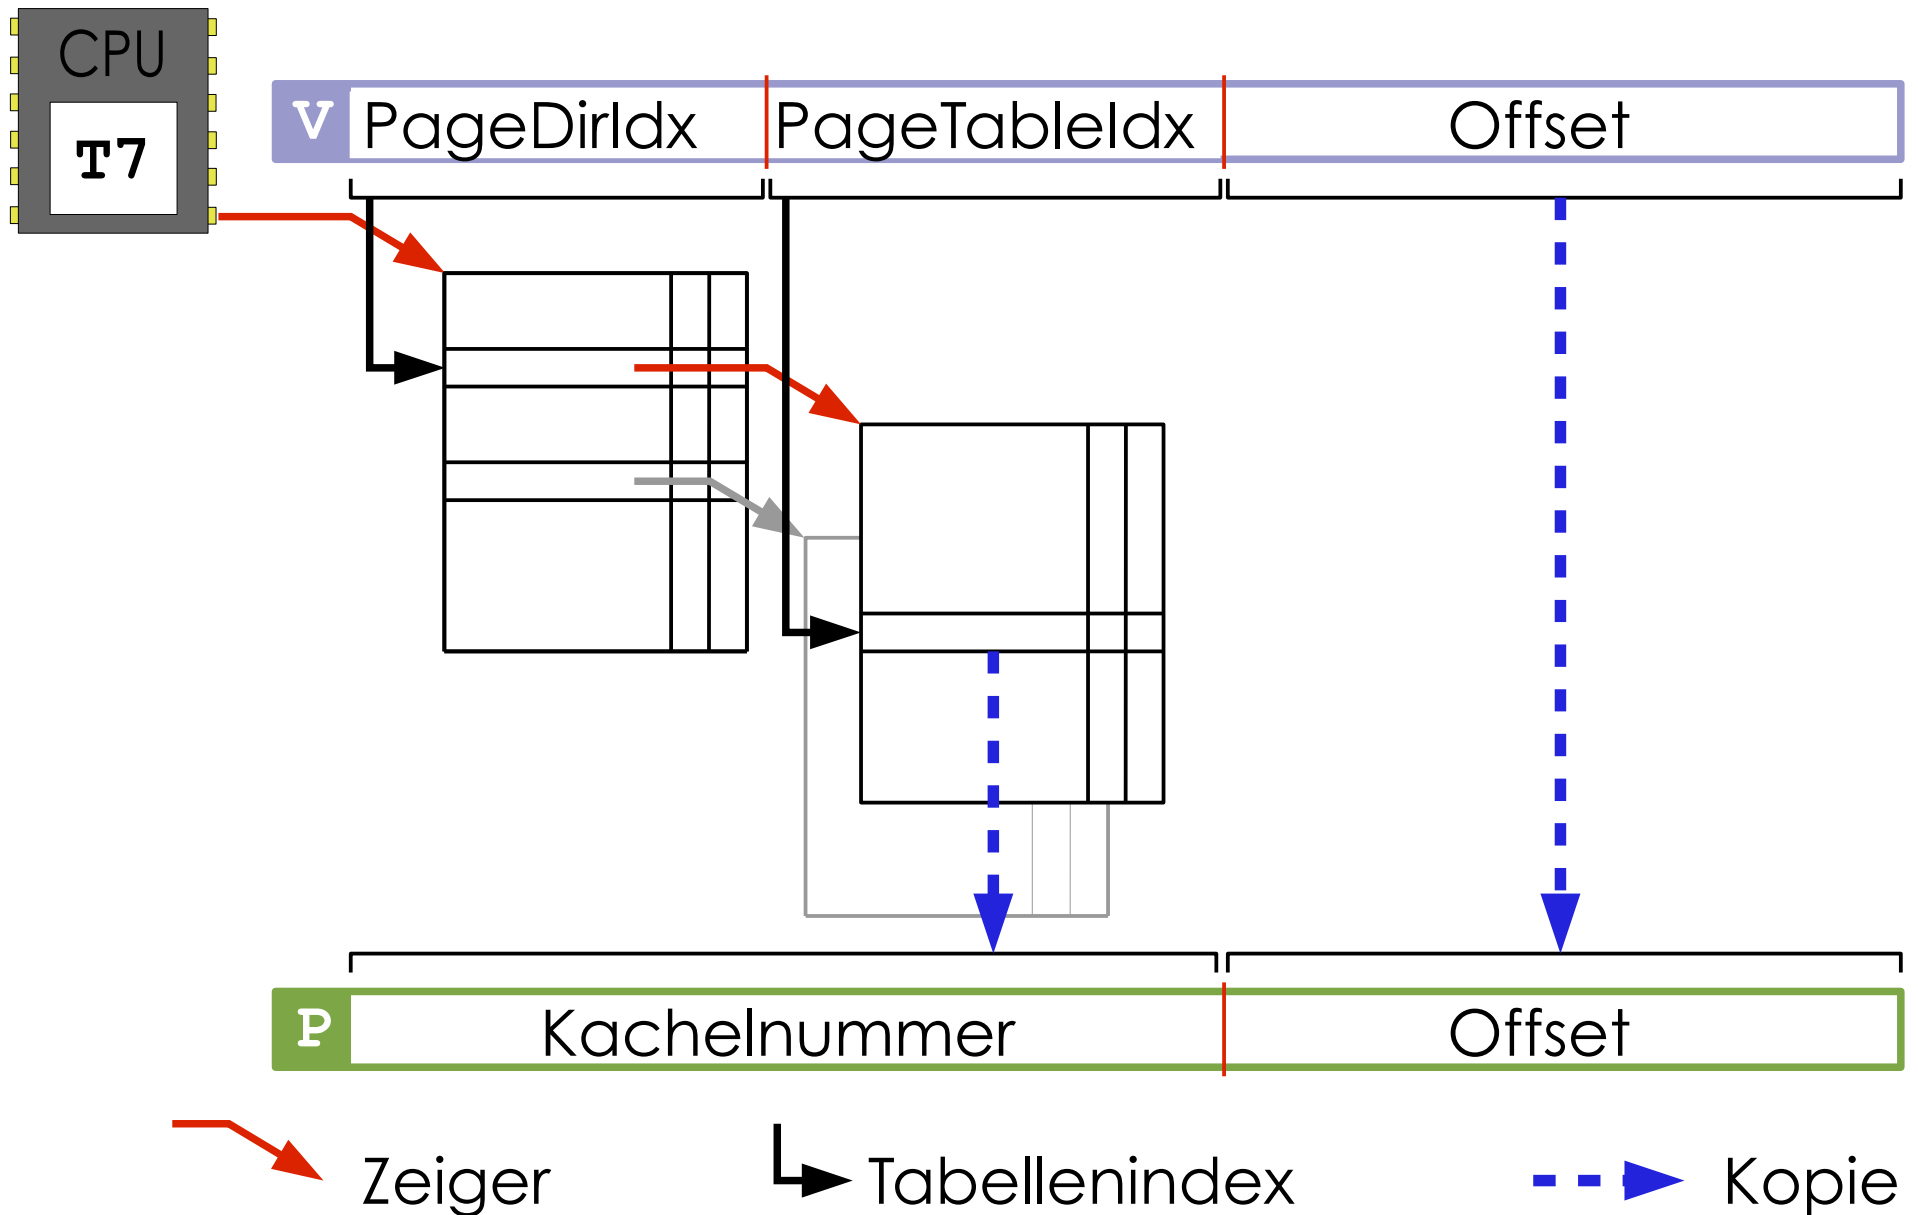 CPU
T7
V PageDirIdx PageTableIdx Offset
P Kachelnummer Offset
Zeiger Tabellenindex Kopie